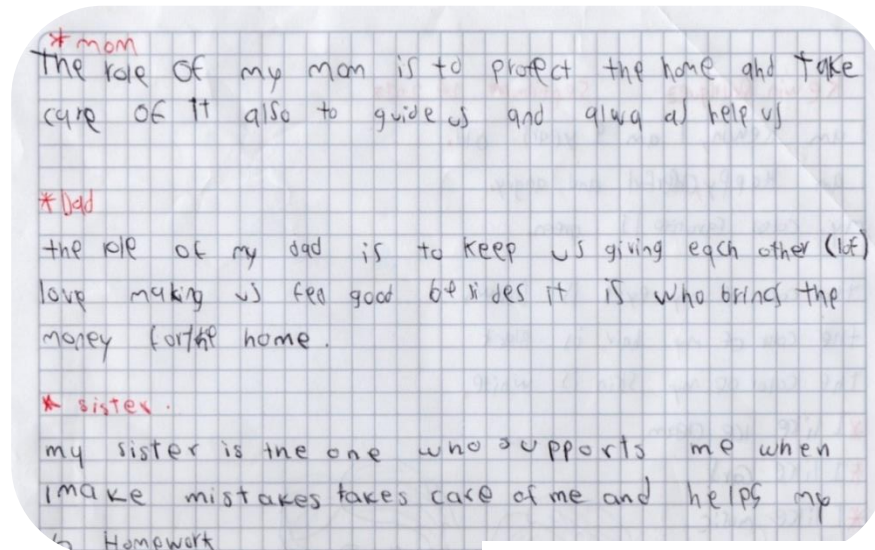 * mom
The role of my mom is to protect the home and take
care of it also to guide us and alwa as help us
* Dad
the role of my dad is to keep us giving each other (lot)
love making us feel good besides it is who brings the
money for the home.
* sister.
my sister is the one who supports me when
I make mistakes takes care of me and helps my
Homework